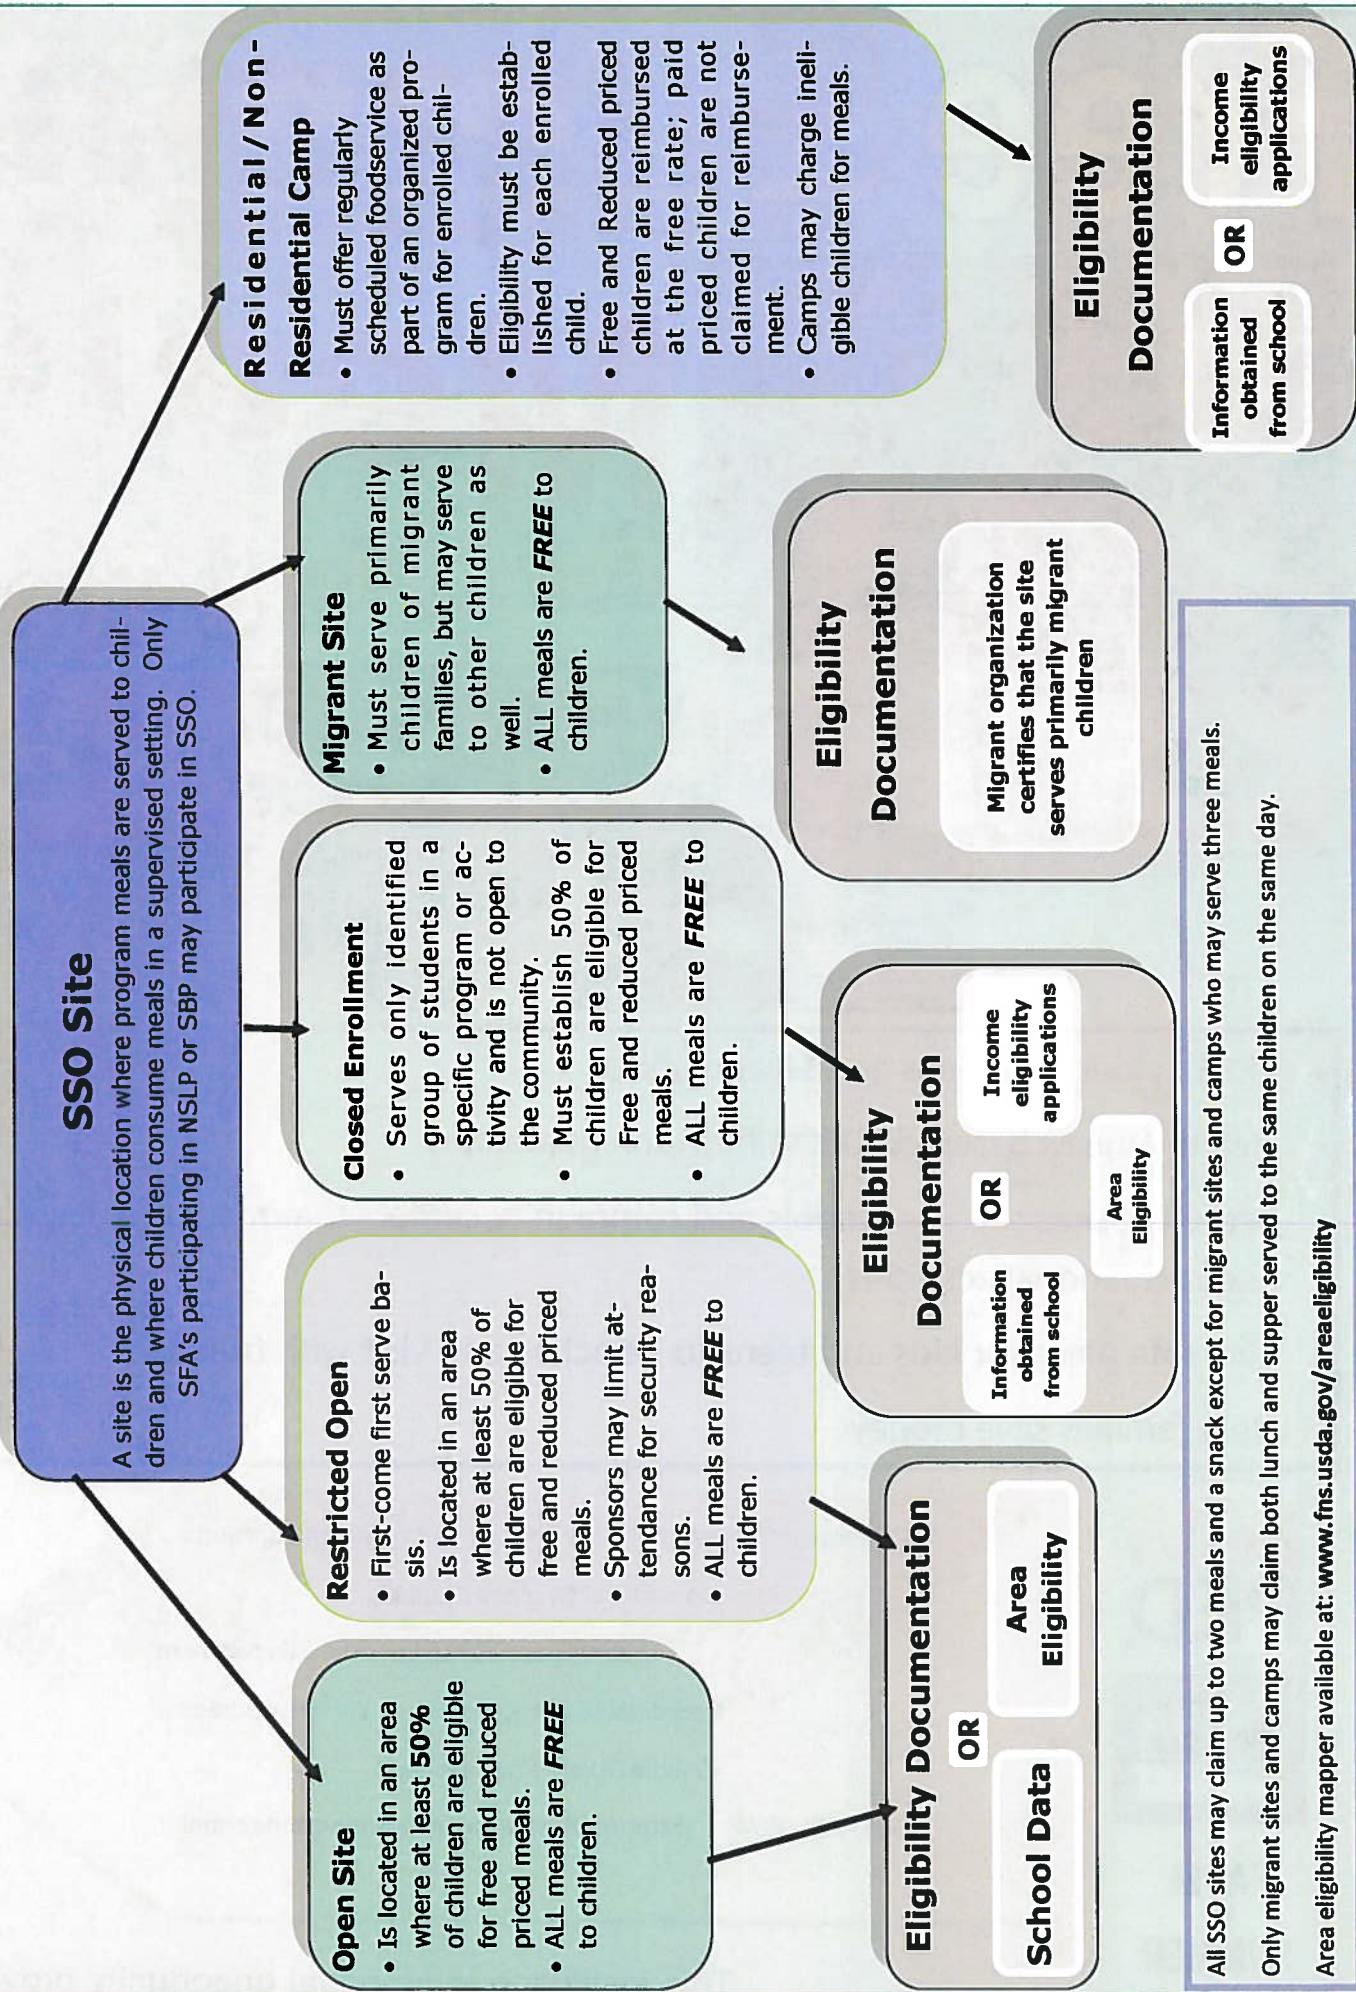 SSO Site
A site is the physical location where program meals are served to chil-
dren and where children consume meals in a supervised setting. Only
SFA's participating in NSLP or SBP may participate in SSO.
Open Site
• Is located in an area
where at least 50%
of children are eligible
for free and reduced
priced meals.
• ALL meals are FREE
to children.
Restricted Open
• First-come first serve ba-
sis.
• Is located in an area
where at least 50% of
children are eligible for
free and reduced priced
meals.
• Sponsors may limit at-
tendance for security rea-
sons.
• ALL meals are FREE to
children.
Closed Enrollment
• Serves only identified
group of students in a
specific program or ac-
tivity and is not open to
the community.
• Must establish 50% of
children are eligible for
Free and reduced priced
meals.
• ALL meals are FREE to
children.
Migrant Site
• Must serve primarily
children of migrant
families, but may serve
to other children as
well.
• ALL meals are FREE to
children.
Residential/Non-
Residential Camp
• Must offer regularly
scheduled foodservice as
part of an organized pro-
gram for enrolled chil-
dren.
• Eligibility must be estab-
lished for each enrolled
child.
• Free and Reduced priced
children are reimbursed
at the free rate; paid
priced children are not
claimed for reimburse-
ment.
• Camps may charge ineli-
gible children for meals.
Eligibility Documentation
School Data
OR
Area
Eligibility
Eligibility
Documentation
Information
obtained
from school
OR
Income
eligibility
applications
Area
Eligibility
Eligibility
Documentation
Migrant organization
certifies that the site
serves primarily migrant
children
Eligibility
Documentation
Information
obtained
from school
OR
Income
eligibility
applications
All SSO sites may claim up to two meals and a snack except for migrant sites and camps who may serve three meals.
Only migrant sites and camps may claim both lunch and supper served to the same children on the same day.
Area eligibility mapper available at: www.fns.usda.gov/areaeligibility